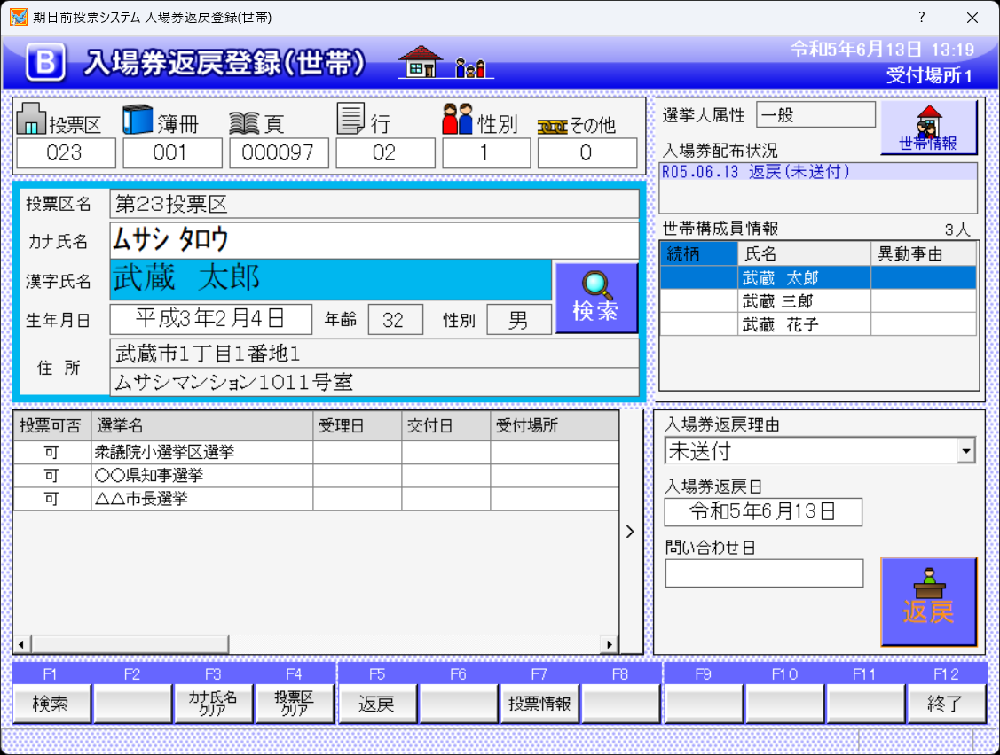 期日前投票システム 入場券返戻登録(世帯)
?
B 入場券返戻登録(世帯)
令和5年6月13日 13:19
受付場所1
投票区 簿冊 頁 行 性別 その他
023 001 000097 02 1 0
投票区名 第23投票区
カナ氏名 ムサシ タロウ
漢字氏名 武蔵 太郎
検索
生年月日 平成3年2月4日 年齢 32 性別 男
住 所 武蔵市1丁目1番地1
ムサシマンション1011号室
選挙人属性 一般
世帯情報
入場券配布状況
R05.06.13 返戻(未送付)
世帯構成員情報 3人
続柄 氏名 異動事由
武蔵 太郎
武蔵 三郎
武蔵 花子
投票可否 選挙名 受理日 交付日 受付場所
可 衆議院小選挙区選挙
可 〇〇県知事選挙
可 △△市長選挙
入場券返戻理由
未送付
入場券返戻日
令和5年6月13日
問い合わせ日
返戻
F1 F2 F3 F4 F5 F6 F7 F8 F9 F10 F11 F12
検索 カナ氏名クリア 投票区クリア 返戻 投票情報 終了